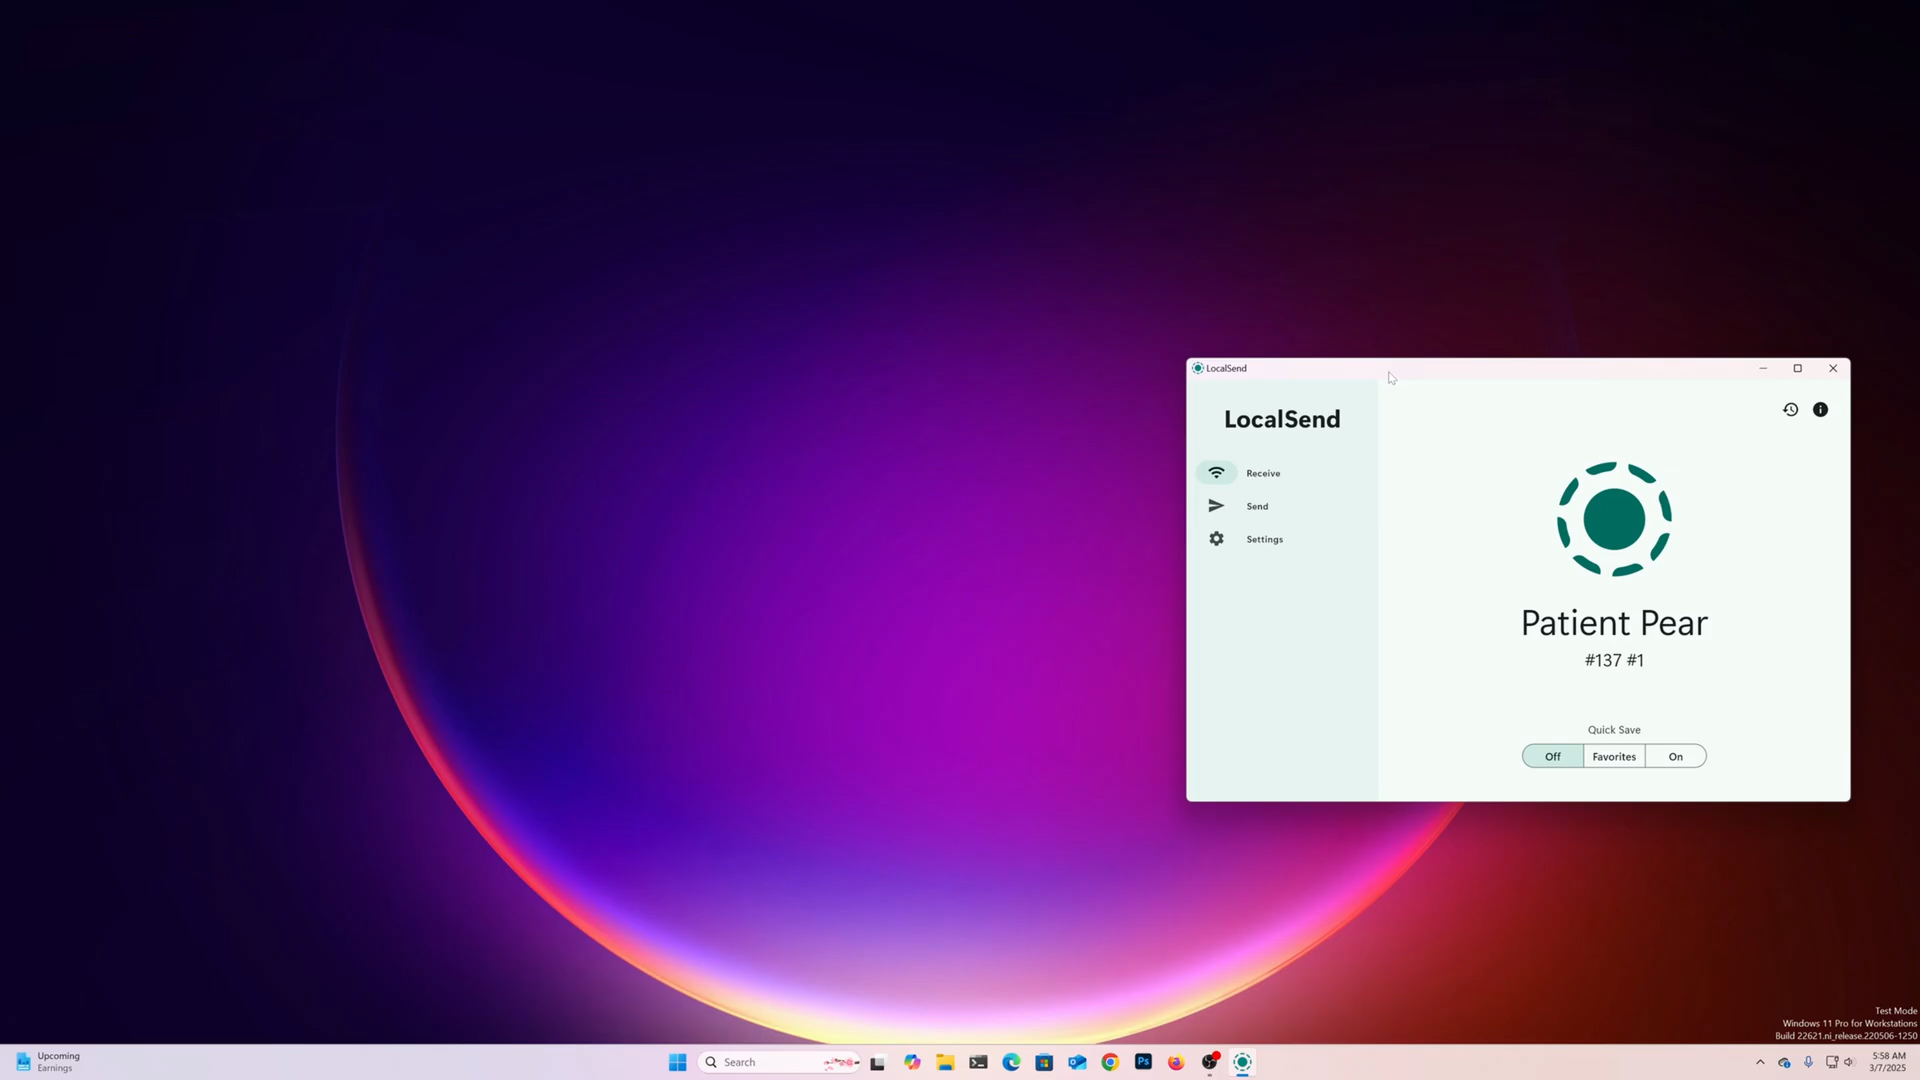 LocalSend
LocalSend
Receive
Send
Settings
Patient Pear
#137 #1
Quick Save
Off
Favorites
On
Test Mode
Windows 11 Pro for Workstations
Build 22621.ni_release.220506-1250
Upcoming
Earnings
Search
Ps
5:58 AM
3/7/2025